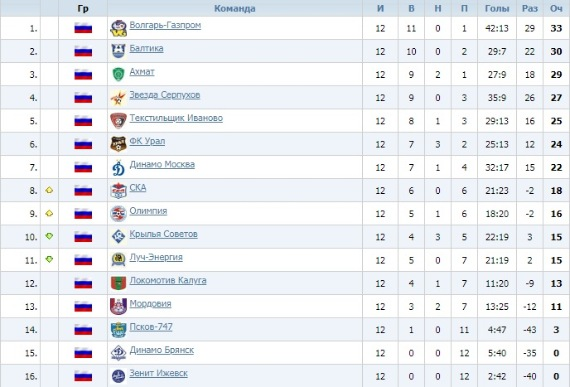 Гр Команда И В Н П Голы Раз Оч
1. Волгарь-Газпром 12 11 0 1 42:13 29 33
2. Балтика 12 10 0 2 29:7 22 30
3. Ахмат 12 9 2 1 27:9 18 29
4. Звезда Серпухов 12 9 0 3 35:9 26 27
5. Текстильщик Иваново 12 8 1 3 29:13 16 25
6. ФК Урал 12 7 3 2 25:13 12 24
7. Динамо Москва 12 7 1 4 32:17 15 22
8. СКА 12 6 0 6 21:23 -2 18
9. Олимпия 12 5 1 6 18:20 -2 16
10. Крылья Советов 12 4 3 5 22:19 3 15
11. Луч-Энергия 12 5 0 7 21:19 2 15
12. Локомотив Калуга 12 4 1 7 11:20 -9 13
13. Мордовия 12 3 2 7 13:25 -12 11
14. Псков-747 12 1 0 11 4:47 -43 3
15. Динамо Брянск 12 0 0 12 5:40 -35 0
16. Зенит Ижевск 12 0 0 12 2:42 -40 0